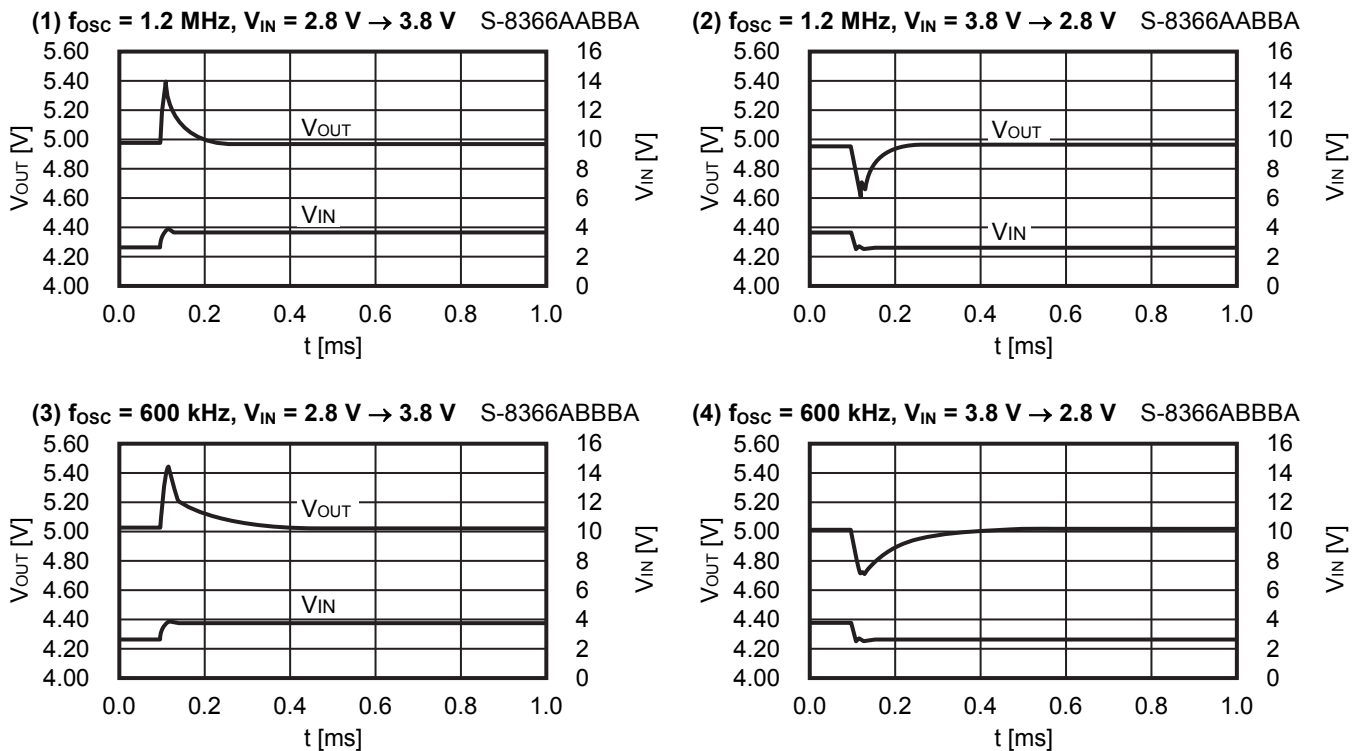 (1) fOSC = 1.2 MHz, VIN = 2.8 V → 3.8 V S-8366AABBA
5.60
5.40
5.20
5.00
4.80
4.60
4.40
4.20
4.00
VOUT [V]
VOUT
VIN
16
14
12
10
8
6
4
2
0
VIN [V]
0.0 0.2 0.4 0.6 0.8 1.0
t [ms]
(2) fOSC = 1.2 MHz, VIN = 3.8 V → 2.8 V S-8366AABBA
5.60
5.40
5.20
5.00
4.80
4.60
4.40
4.20
4.00
VOUT [V]
VOUT
VIN
16
14
12
10
8
6
4
2
0
VIN [V]
0.0 0.2 0.4 0.6 0.8 1.0
t [ms]
(3) fOSC = 600 kHz, VIN = 2.8 V → 3.8 V S-8366ABBBA
5.60
5.40
5.20
5.00
4.80
4.60
4.40
4.20
4.00
VOUT [V]
VOUT
VIN
16
14
12
10
8
6
4
2
0
VIN [V]
0.0 0.2 0.4 0.6 0.8 1.0
t [ms]
(4) fOSC = 600 kHz, VIN = 3.8 V → 2.8 V S-8366ABBBA
5.60
5.40
5.20
5.00
4.80
4.60
4.40
4.20
4.00
VOUT [V]
16
14
12
10
8
6
4
2
0
VIN [V]
0.0 0.2 0.4 0.6 0.8 1.0
t [ms]